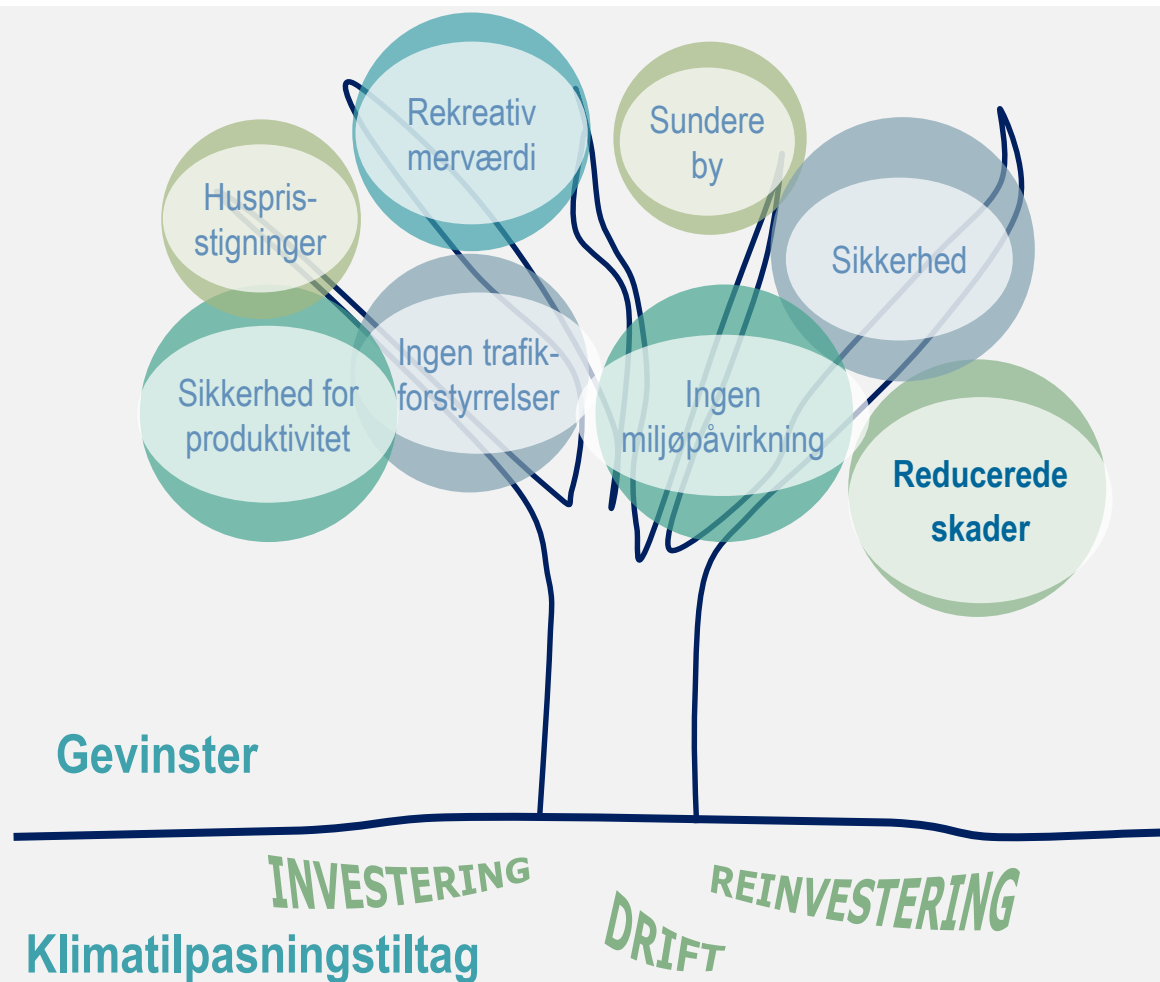 Rekreativ
merværdi
Sundere
by
Huspris-
stigninger
Sikkerhed
Ingen trafik-
forstyrrelser
Sikkerhed for
produktivitet
Ingen
miljøpåvirkning
Reducerede
skader
Gevinster
INVESTERING
DRIFT
REINVESTERING
Klimatilpasningstiltag